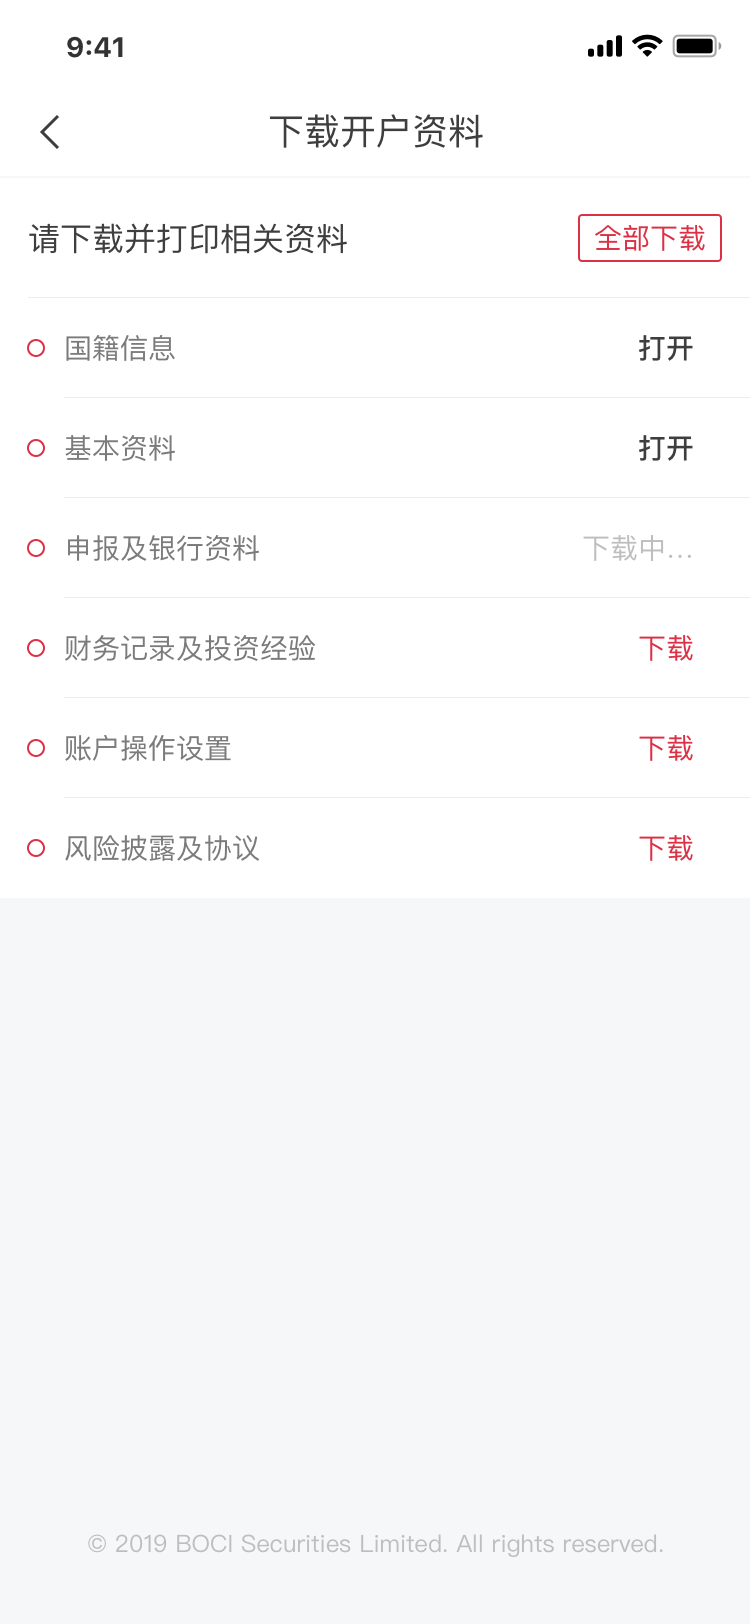 9:41
下载开户资料
请下载并打印相关资料 全部下载
国籍信息 打开
基本资料 打开
申报及银行资料 下载中...
财务记录及投资经验 下载
账户操作设置 下载
风险披露及协议 下载
© 2019 BOCI Securities Limited. All rights reserved.